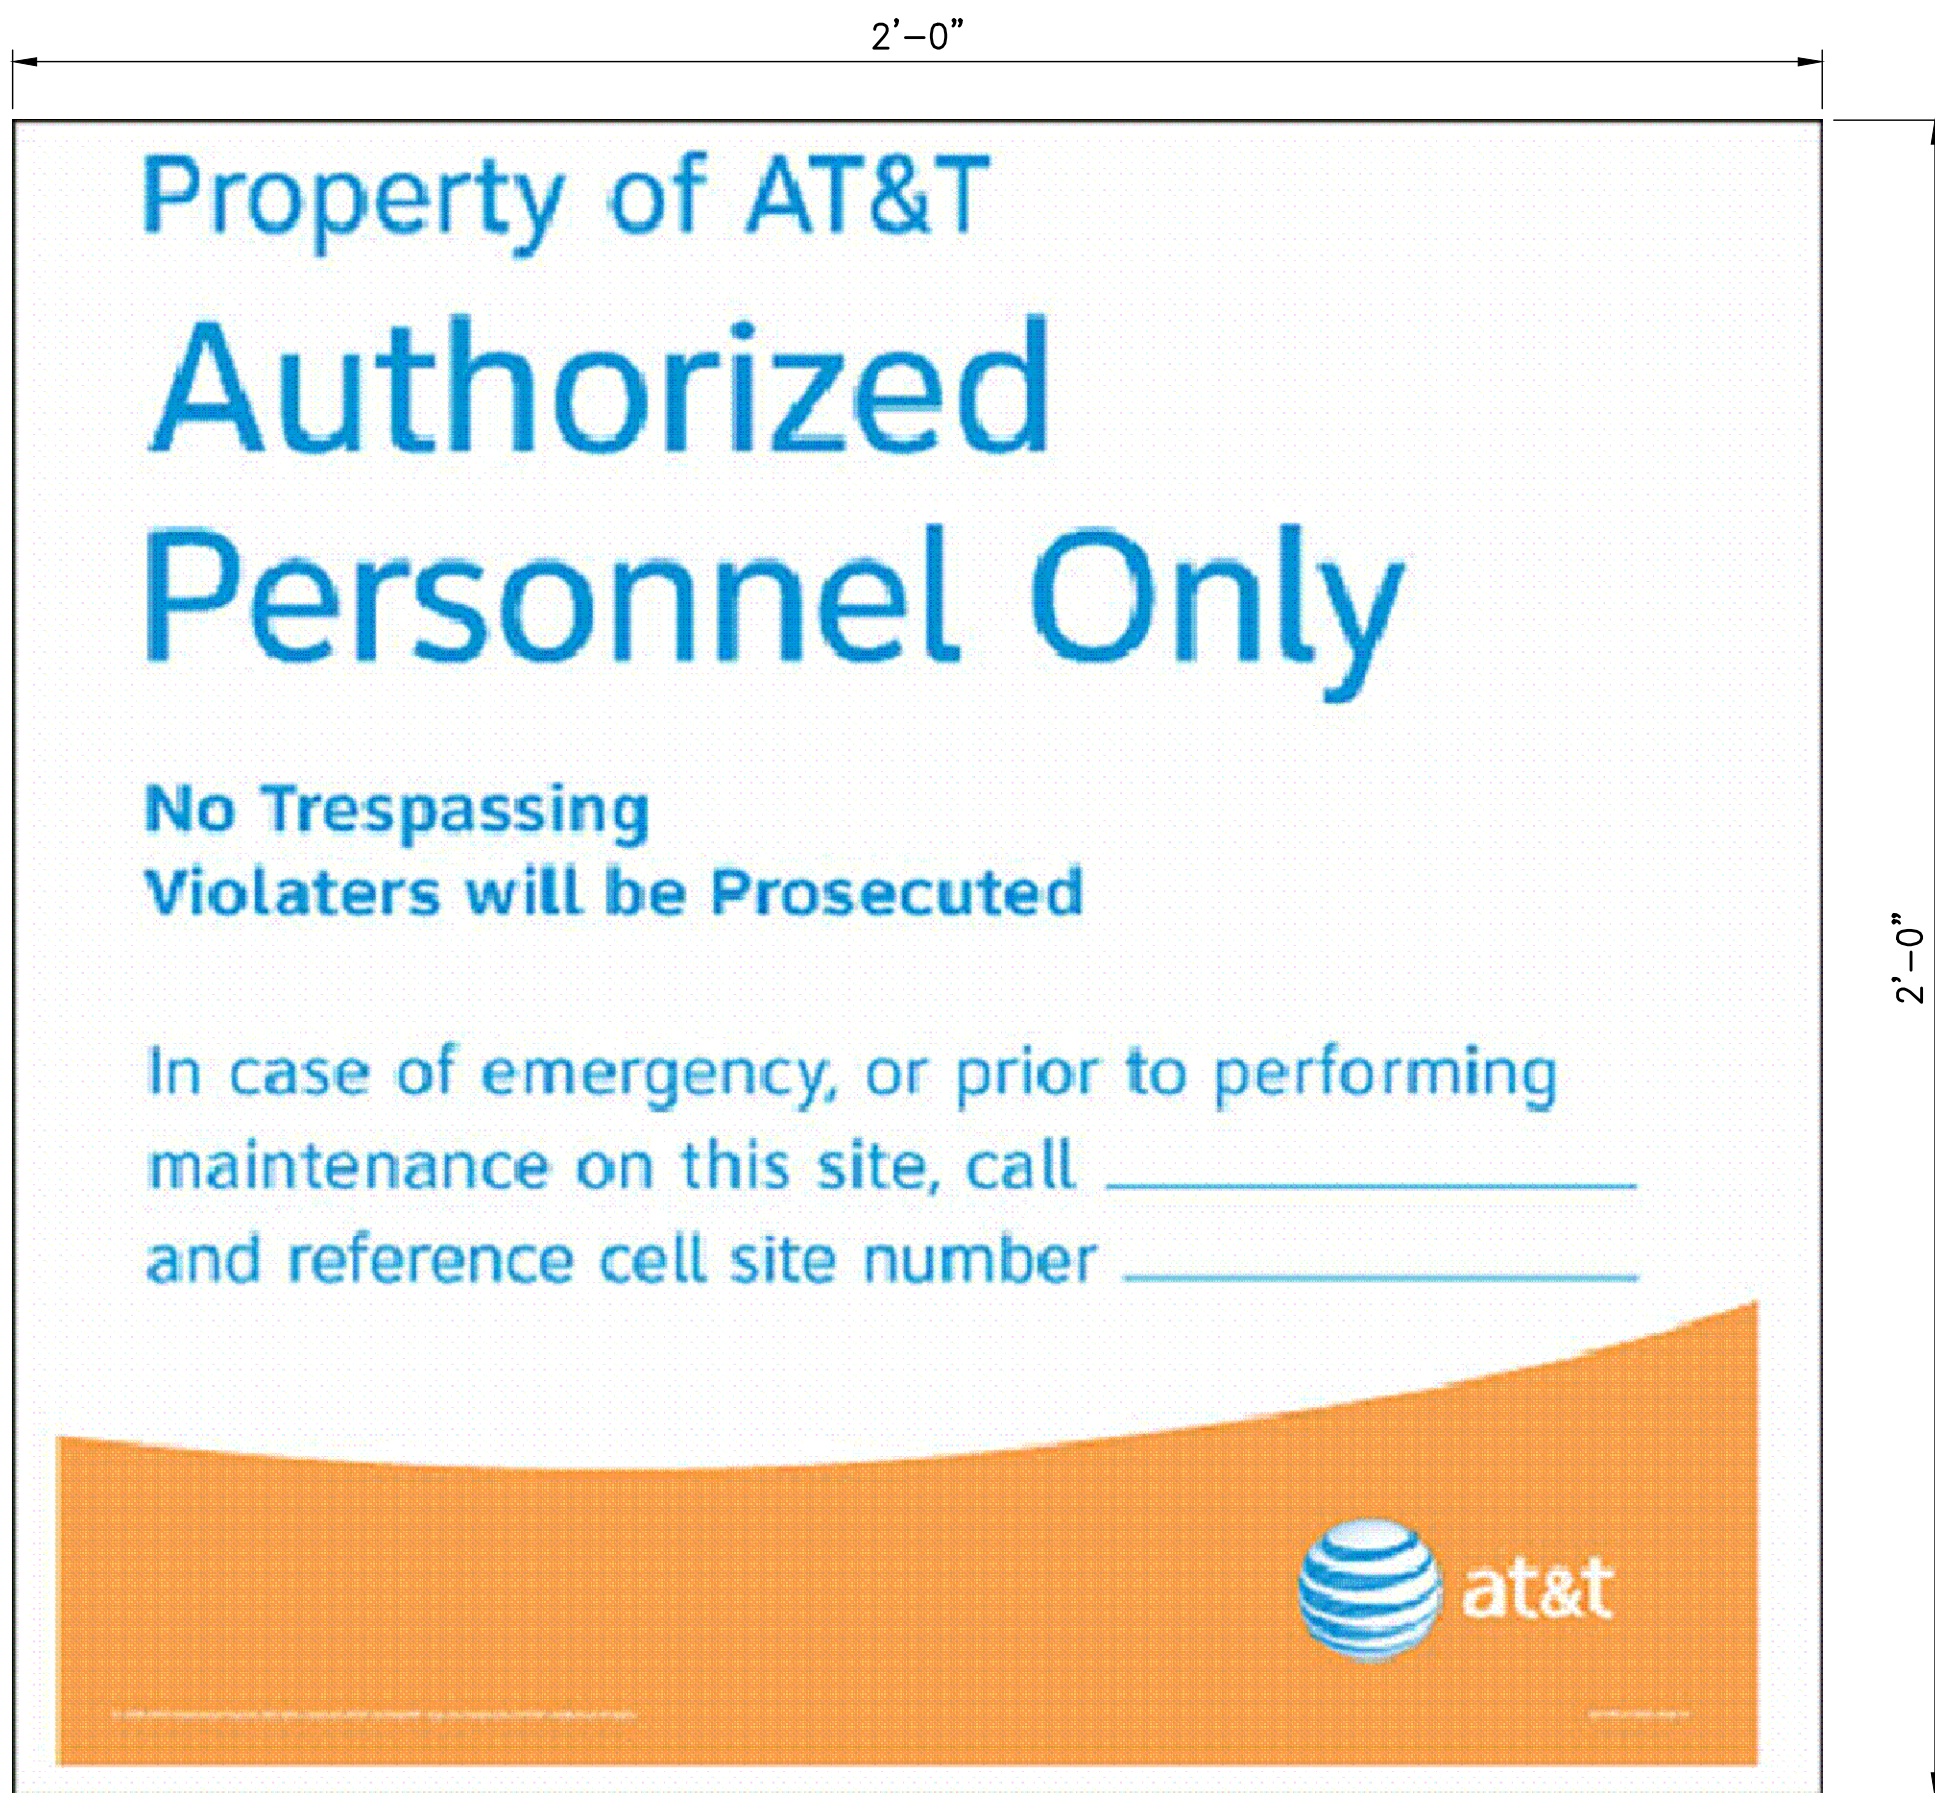 2'-0"
Property of AT&T
Authorized
Personnel Only
No Trespassing
Violaters will be Prosecuted
2'-0"
In case of emergency, or prior to performing
maintenance on this site, call
and reference cell site number
at&t